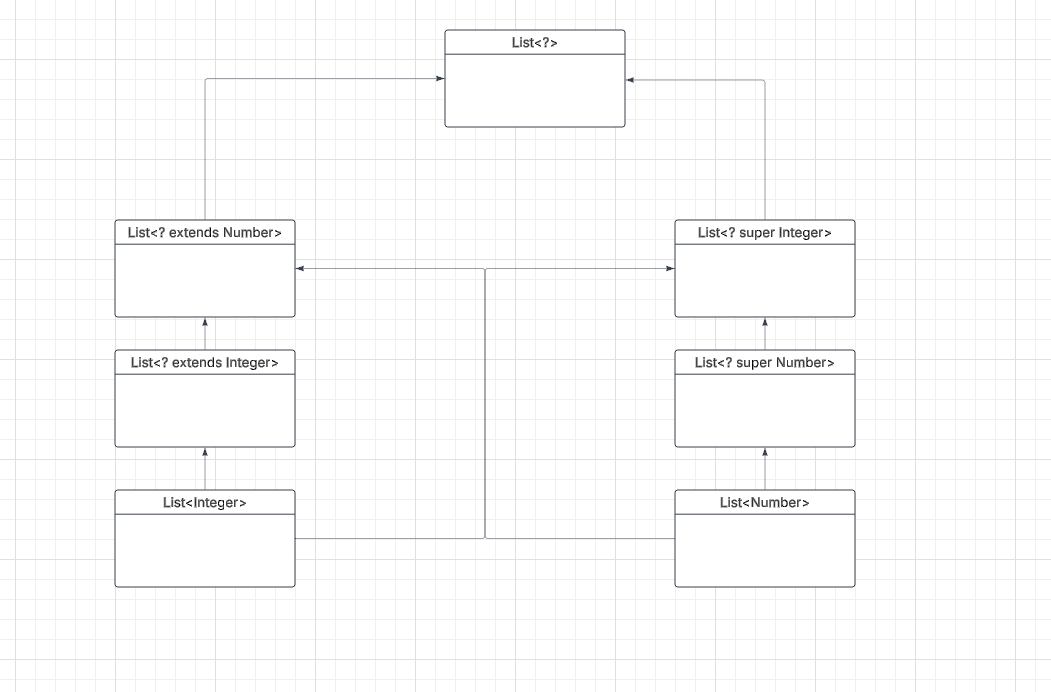 List<?>
List<? extends Number>
List<? super Integer>
List<? extends Integer>
List<? super Number>
List<Integer>
List<Number>